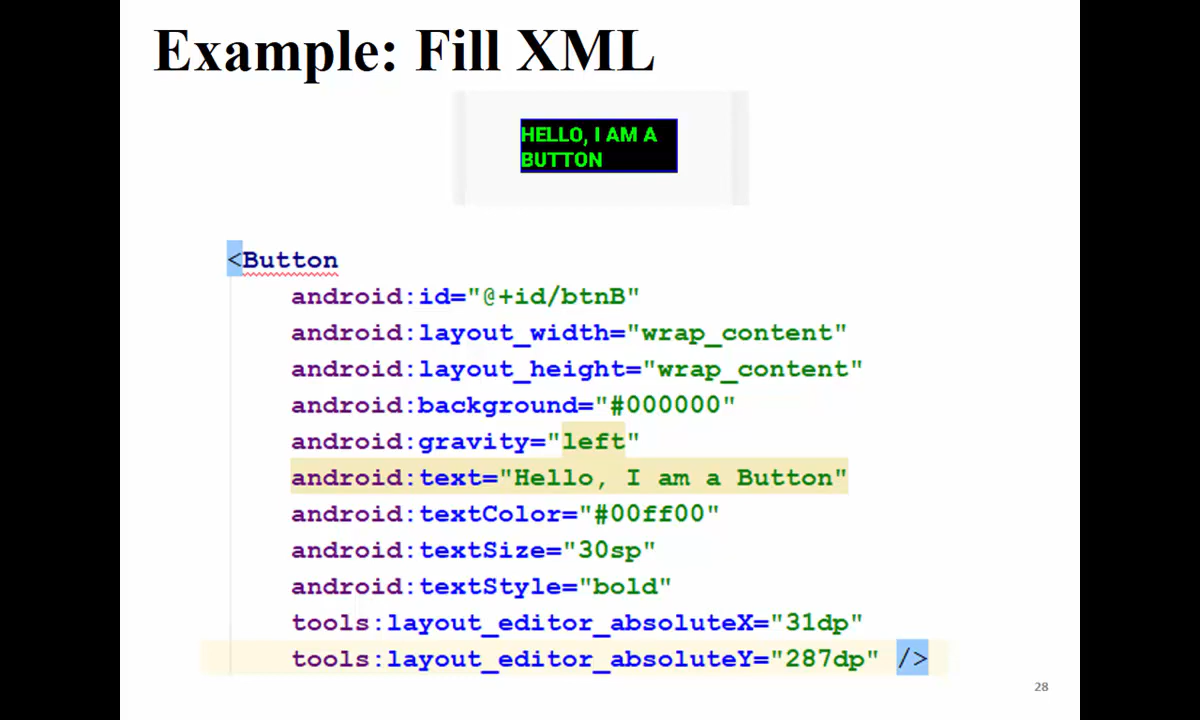 Example: Fill XML
HELLO, I AM A
BUTTON
<Button
android:id="@+id/btnB"
android:layout_width="wrap_content"
android:layout_height="wrap_content"
android:background="#000000"
android:gravity="left"
android:text="Hello, I am a Button"
android:textColor="#00ff00"
android:textSize="30sp"
android:textStyle="bold"
tools:layout_editor_absoluteX="31dp"
tools:layout_editor_absoluteY="287dp" />
28